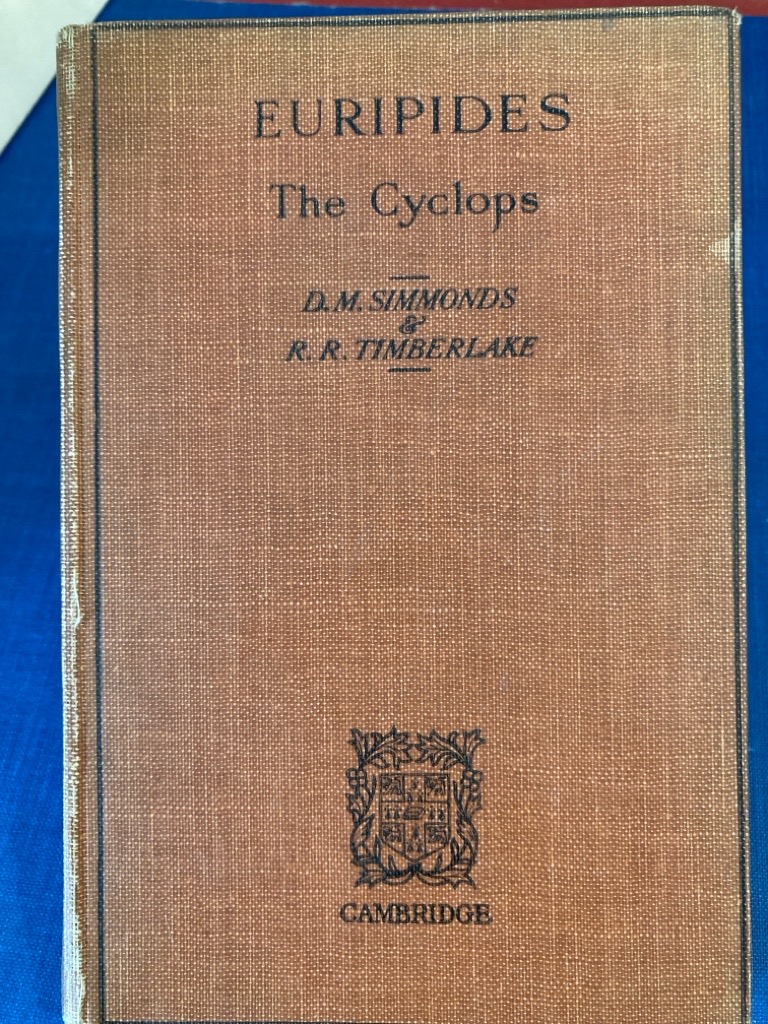 EURIPIDES
The Cyclops
D. M. SIMMONDS
&
R. R. TIMBERLAKE
CAMBRIDGE